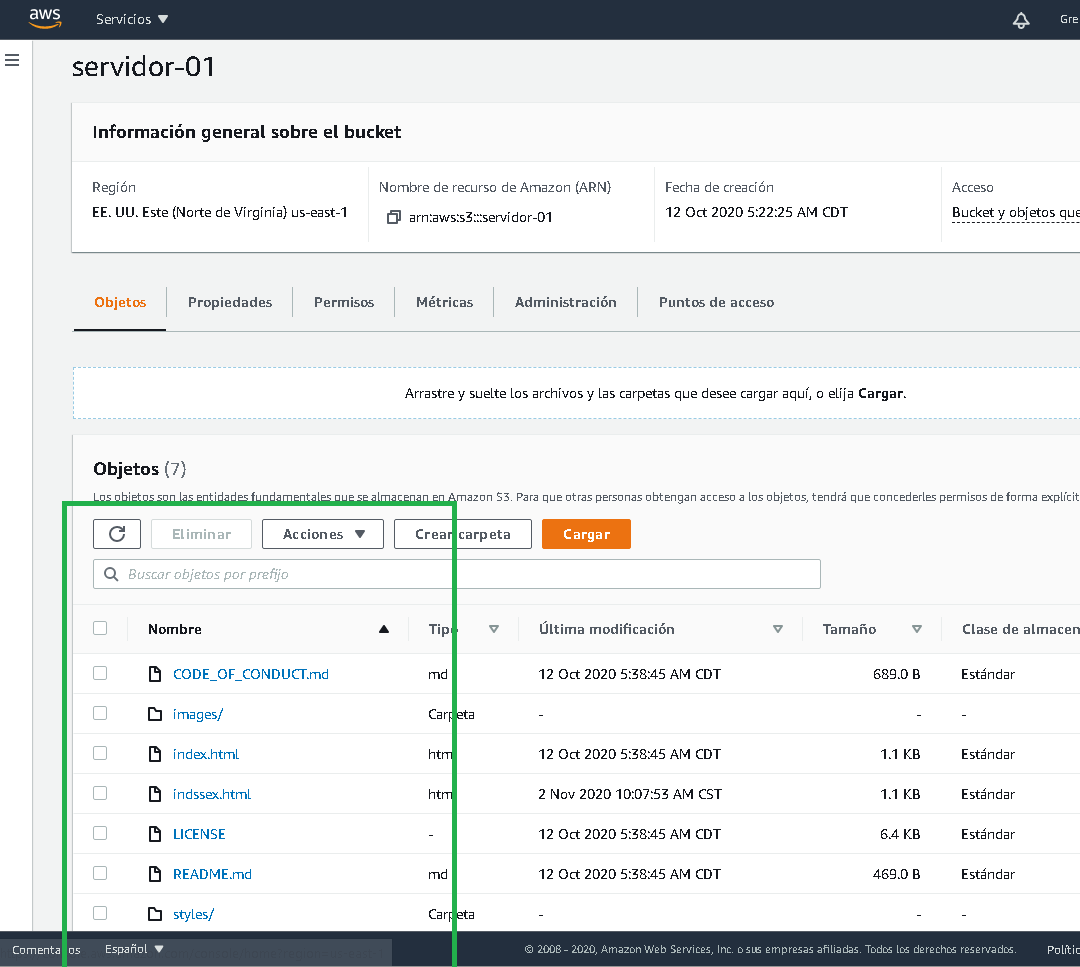 aws Servicios Gre
servidor-01
Información general sobre el bucket
Región Nombre de recurso de Amazon (ARN) Fecha de creación Acceso
EE. UU. Este (Norte de Virginia) us-east-1 arn:aws:s3:::servidor-01 12 Oct 2020 5:22:25 AM CDT Bucket y objetos que
Objetos Propiedades Permisos Métricas Administración Puntos de acceso
Arrastre y suelte los archivos y las carpetas que desee cargar aquí, o elija Cargar.
Objetos (7)
Los objetos son las entidades fundamentales que se almacenan en Amazon S3. Para que otras personas obtengan acceso a los objetos, tendrá que concederles permisos de forma explícit
Eliminar Acciones Crear carpeta Cargar
Buscar objetos por prefijo
Nombre Tipo Última modificación Tamaño Clase de almacen
CODE_OF_CONDUCT.md md 12 Oct 2020 5:38:45 AM CDT 689.0 B Estándar
images/ Carpeta - - -
index.html htm 12 Oct 2020 5:38:45 AM CDT 1.1 KB Estándar
indssex.html htm 2 Nov 2020 10:07:53 AM CST 1.1 KB Estándar
LICENSE - 12 Oct 2020 5:38:45 AM CDT 6.4 KB Estándar
README.md md 12 Oct 2020 5:38:45 AM CDT 469.0 B Estándar
styles/ Carpeta - - -
Comentarios Español © 2008 - 2020, Amazon Web Services, Inc. o sus empresas afiliadas. Todos los derechos reservados. Polític